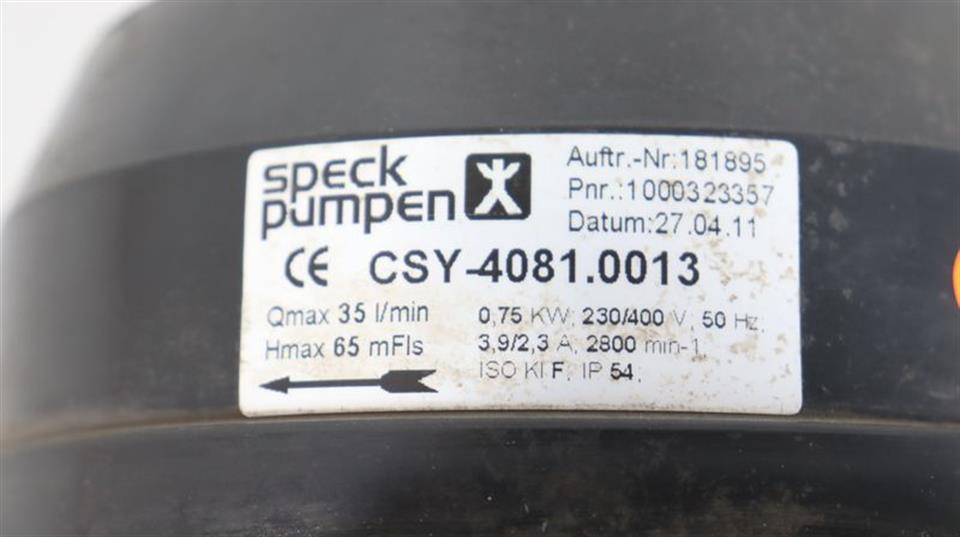 speck
pumpen
Auftr.-Nr:181895
Pnr.:1000323357
Datum:27.04.11
CE CSY-4081.0013
Qmax 35 l/min
Hmax 65 mFls
0,75 KW, 230/400 V, 50 Hz,
3,9/2,3 A, 2800 min-1
ISO Kl F, IP 54,